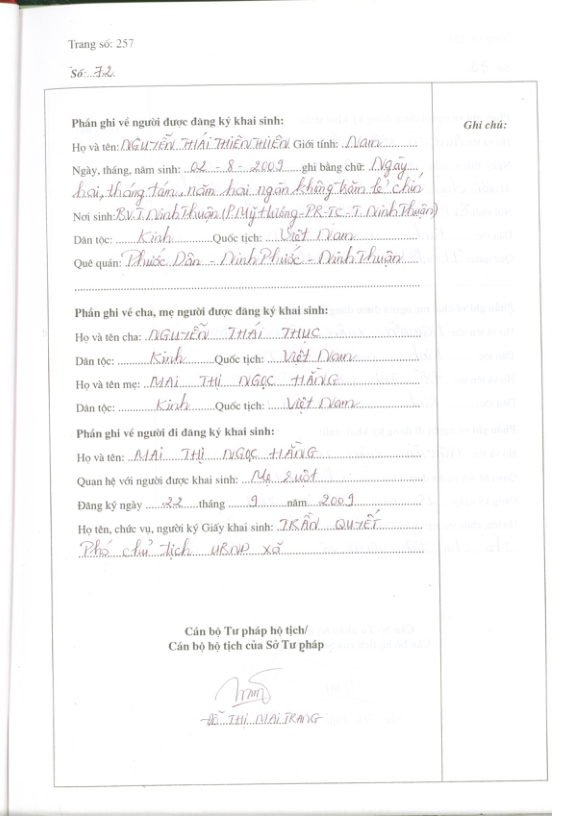 Trang số: 257
Số: 72
Phần ghi về người được đăng ký khai sinh:
Ghi chú:
Họ và tên: NGUYỄN THÁI THIÊN THIÊN Giới tính: Nam
Ngày, tháng, năm sinh: 02 - 8 - 2009 ghi bằng chữ: Ngày
hai, tháng tám, năm hai ngàn không trăm lẻ chín
Nơi sinh: BV.T. Ninh Thuận (P. Mỹ Hương - PR-TC - T. Ninh Thuận)
Dân tộc: Kinh Quốc tịch: Việt Nam
Quê quán: Phước Dân - Ninh Phước - Ninh Thuận
Phần ghi về cha, mẹ người được đăng ký khai sinh:
Họ và tên cha: NGUYỄN THÁI THỤC
Dân tộc: Kinh Quốc tịch: Việt Nam
Họ và tên mẹ: MAI THỊ NGỌC HẰNG
Dân tộc: Kinh Quốc tịch: Việt Nam
Phần ghi về người đi đăng ký khai sinh:
Họ và tên: MAI THỊ NGỌC HẰNG
Quan hệ với người được khai sinh: Mẹ ruột
Đăng ký ngày 22 tháng 9 năm 2009
Họ tên, chức vụ, người ký Giấy khai sinh: TRẦN QUYẾT
Phó chủ tịch UBND xã
Cán bộ Tư pháp hộ tịch/
Cán bộ hộ tịch của Sở Tư pháp
ĐỖ THỊ MAI TRANG